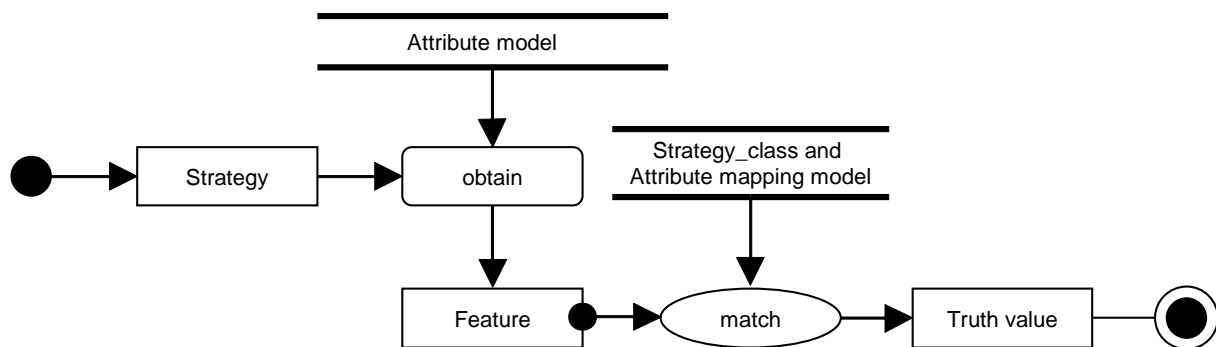 Attribute model
Strategy_class and
Attribute mapping model
Strategy
obtain
Feature
match
Truth value